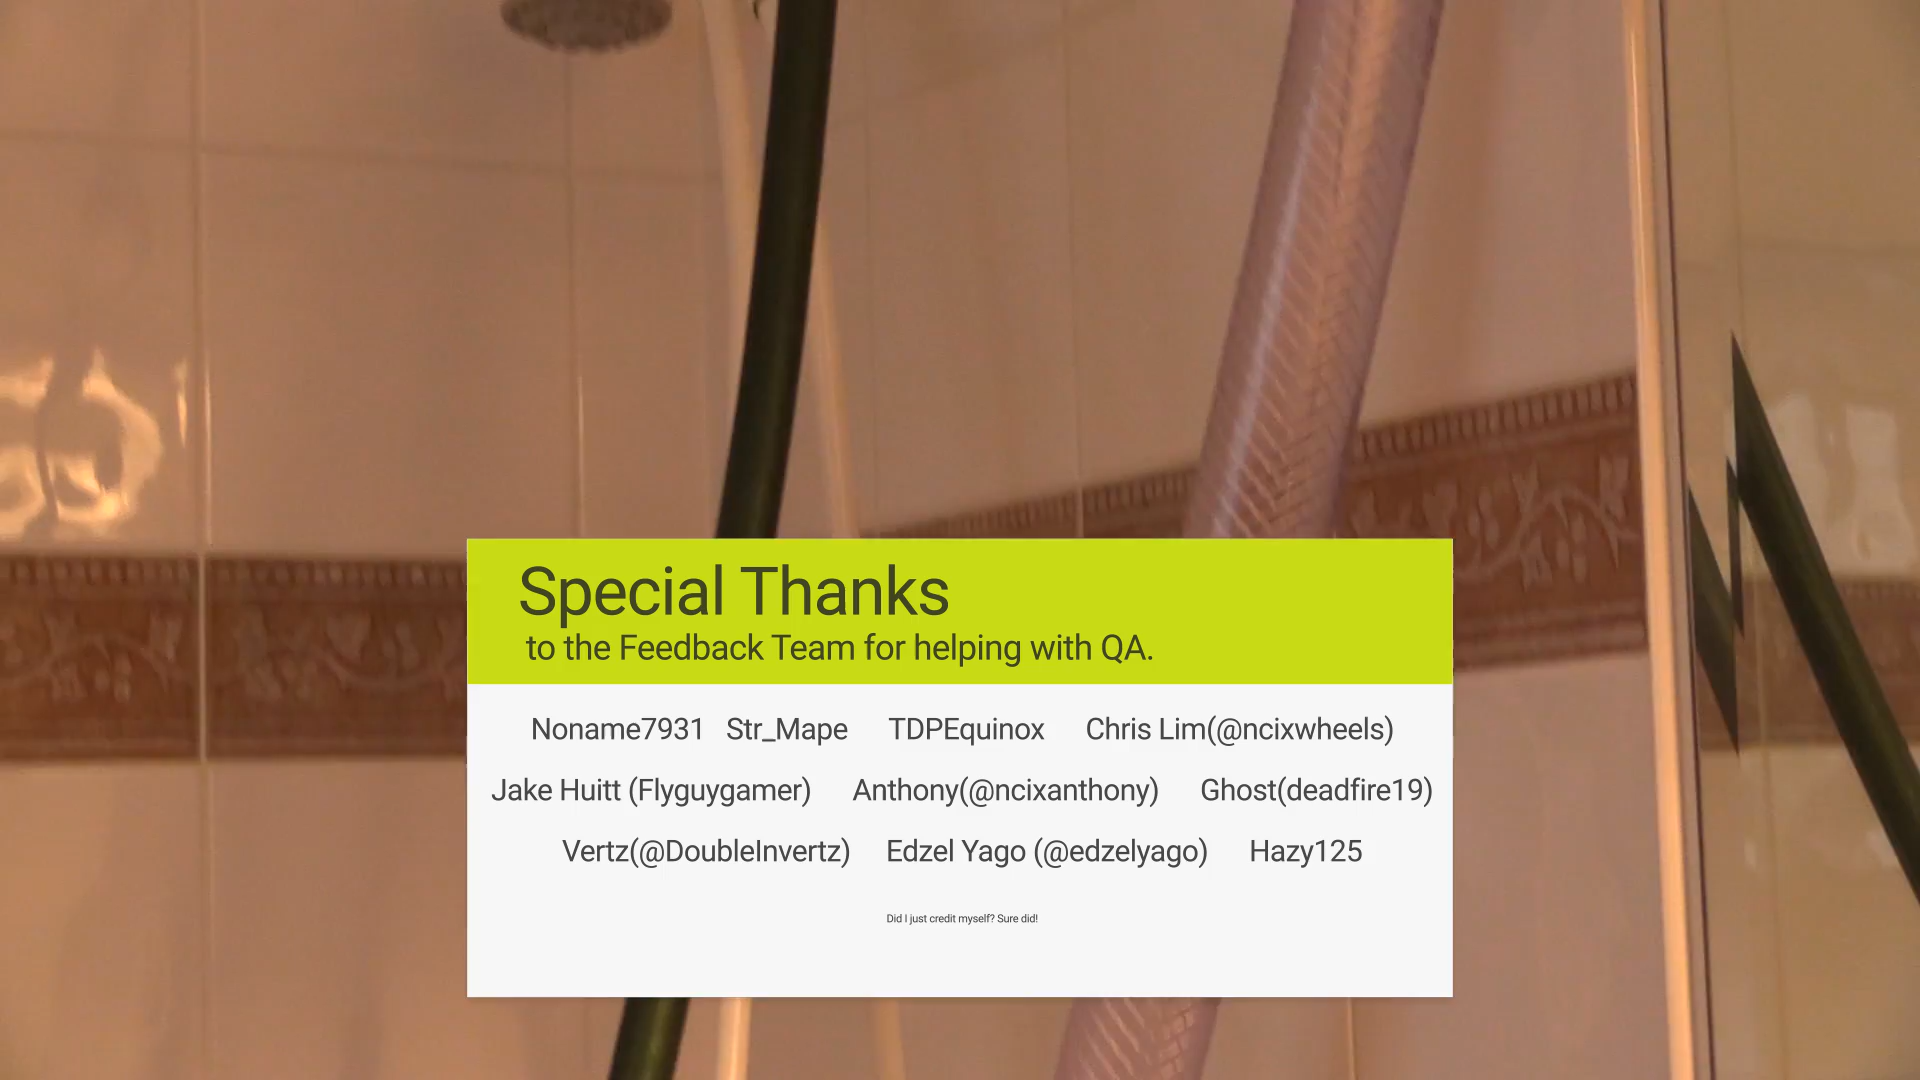 Special Thanks
to the Feedback Team for helping with QA.
Noname7931 Str_Mape TDPEquinox Chris Lim(@ncixwheels)
Jake Huitt (Flyguygamer) Anthony(@ncixanthony) Ghost(deadfire19)
Vertz(@DoubleInvertz) Edzel Yago (@edzelyago) Hazy125
Did I just credit myself? Sure did!